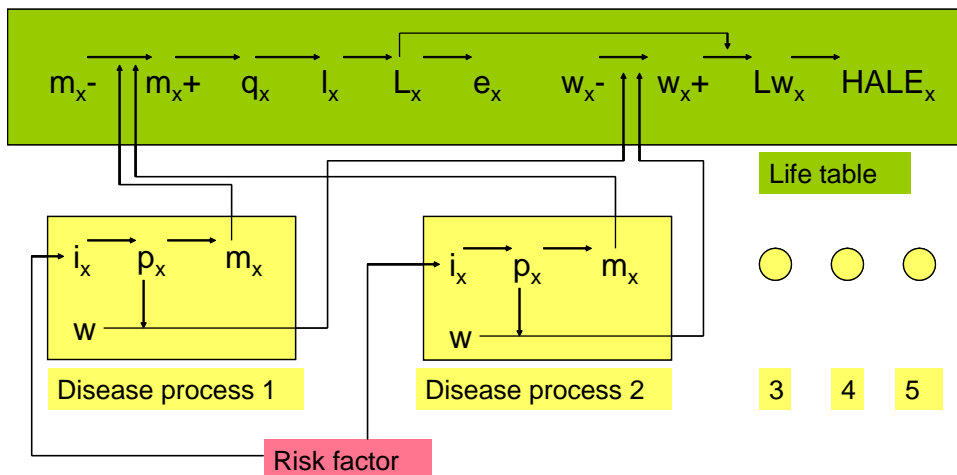 mₓ- mₓ+ qₓ lₓ Lₓ eₓ wₓ- wₓ+ Lwₓ HALEₓ
Life table
iₓ pₓ mₓ iₓ pₓ mₓ
w w
Disease process 1 Disease process 2 3 4 5
Risk factor